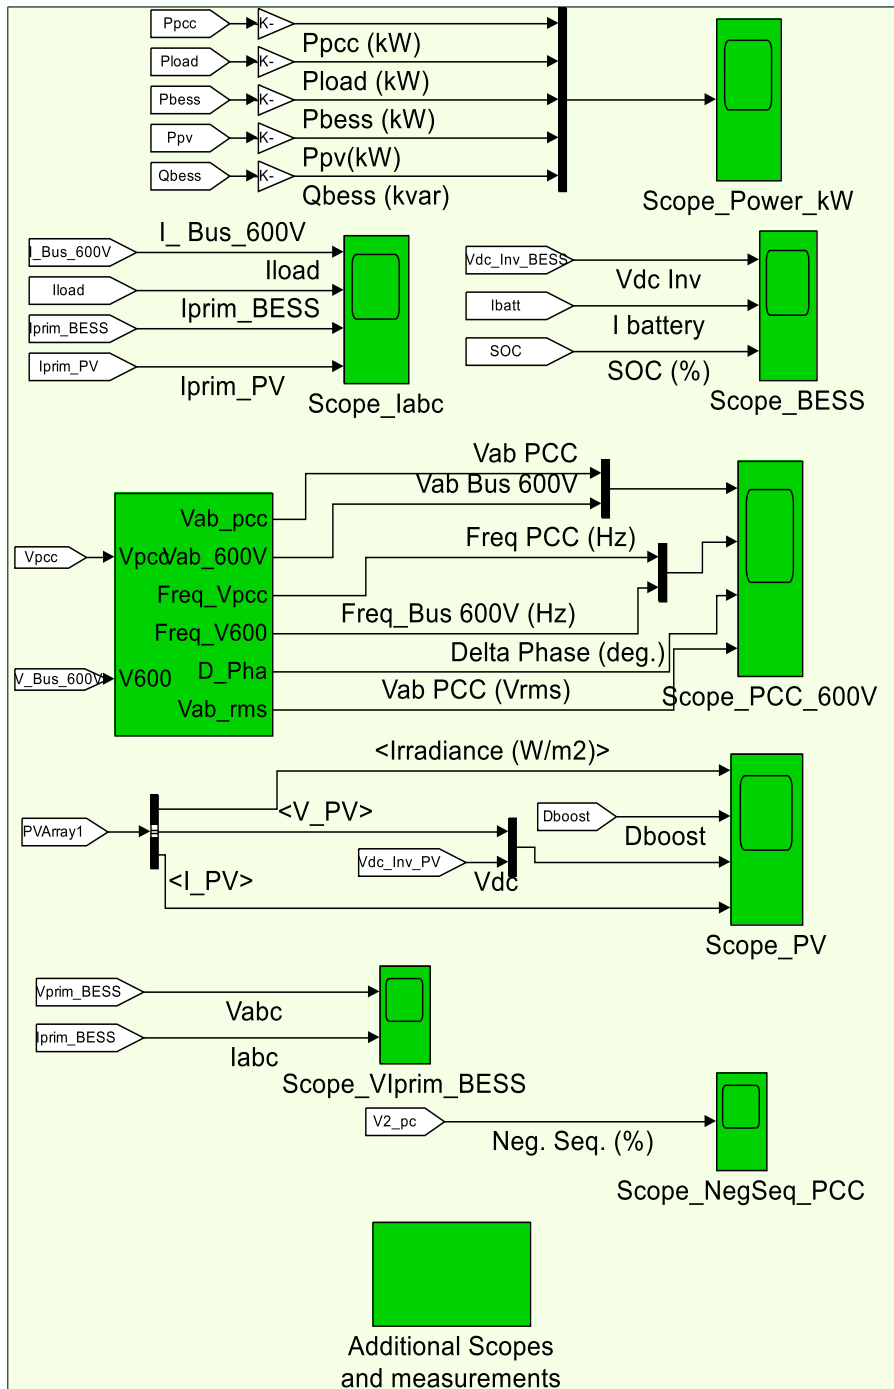 Ppcc
K-
Ppcc (kW)
Pload
K-
Pload (kW)
Pbess
K-
Pbess (kW)
Ppv
K-
Ppv(kW)
Qbess
K-
Qbess (kvar)
Scope_Power_kW
I_Bus_600V
I_ Bus_600V
Iload
Iload
Iprim_BESS
Iprim_BESS
Iprim_PV
Iprim_PV
Scope_Iabc
Vdc_Inv_BESS
Vdc Inv
Ibatt
I battery
SOC
SOC (%)
Scope_BESS
Vab PCC
Vab Bus 600V
Freq PCC (Hz)
Freq_Bus 600V (Hz)
Delta Phase (deg.)
Vab PCC (Vrms)
Vpcc
V_Bus_600V
Vpcc
V600
Vab_pcc
Vab_600V
Freq_Vpcc
Freq_V600
D_Pha
Vab_rms
Scope_PCC_600V
<Irradiance (W/m2)>
PVArray1
<V_PV>
Dboost
Dboost
Vdc_Inv_PV
Vdc
<I_PV>
Scope_PV
Vprim_BESS
Vabc
Iprim_BESS
Iabc
Scope_VIprim_BESS
V2_pc
Neg. Seq. (%)
Scope_NegSeq_PCC
Additional Scopes
and measurements